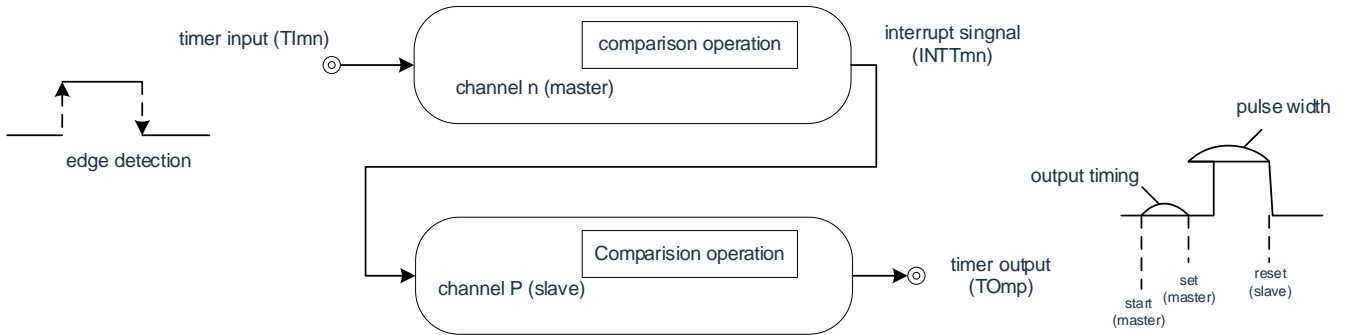 timer input (TImn)
comparison operation
channel n (master)
interrupt singnal
(INTTmn)
edge detection
pulse width
output timing
Comparision operation
channel P (slave)
timer output
(TOmp)
start
(master)
set
(master)
reset
(slave)